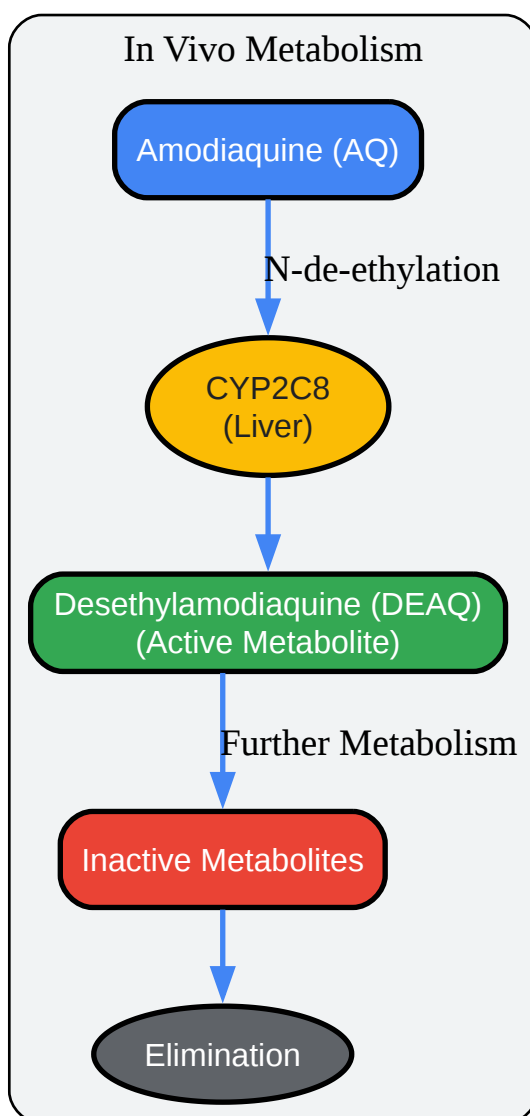 In Vivo Metabolism
Amodiaquine (AQ)
N-de-ethylation
CYP2C8
(Liver)
Desethylamodiaquine (DEAQ)
(Active Metabolite)
Further Metabolism
Inactive Metabolites
Elimination